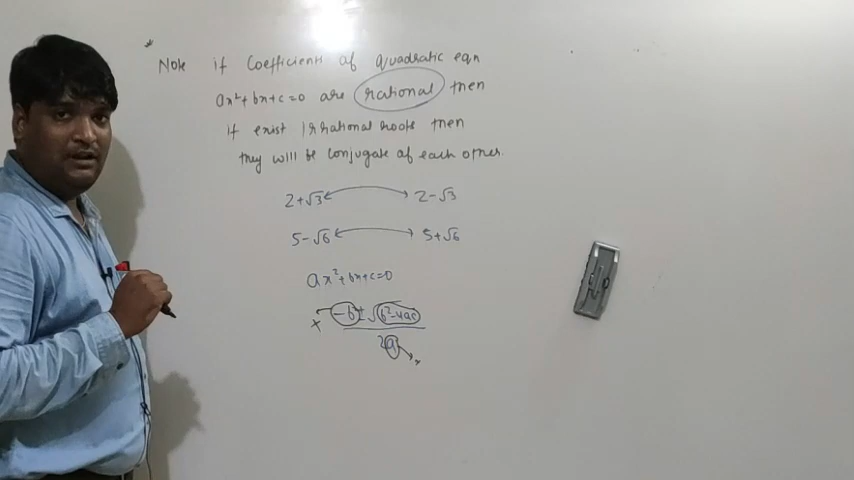 * Note if Coefficients of quadratic eqn
ax²+bx+c=0 are rational then
if exist irrational roots then
they will be conjugate of each other.
2+√3 ↔ 2-√3
5-√6 ↔ 5+√6
ax²+bx+c=0
-b±√b²-4ac
2a